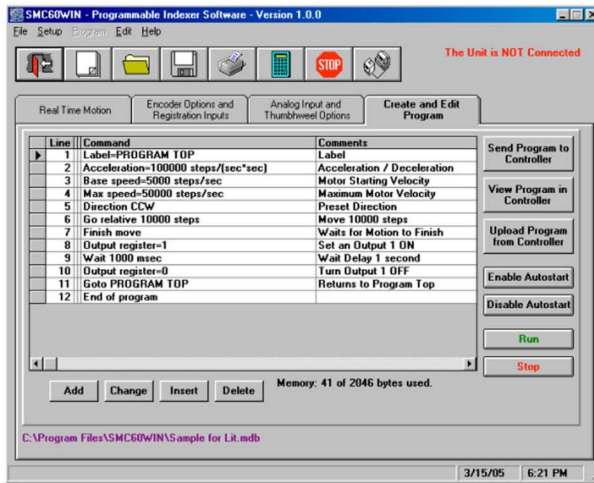 SMC60WIN - Programmable Indexer Software - Version 1.0.0
File Setup Program Edit Help
STOP
The Unit is NOT Connected
Real Time Motion
Encoder Options and
Registration Inputs
Analog Input and
Thumbhweel Options
Create and Edit
Program
Line Command Comments
1 Label=PROGRAM TOP Label
2 Acceleration=100000 steps/(sec*sec) Acceleration / Deceleration
3 Base speed=5000 steps/sec Motor Starting Velocity
4 Max speed=50000 steps/sec Maximum Motor Velocity
5 Direction CCW Preset Direction
6 Go relative 10000 steps Move 10000 steps
7 Finish move Waits for Motion to Finish
8 Output register=1 Set an Output 1 ON
9 Wait 1000 msec Wait Delay 1 second
10 Output register=0 Turn Output 1 OFF
11 Goto PROGRAM TOP Returns to Program Top
12 End of program
Send Program to
Controller
View Program in
Controller
Upload Program
from Controller
Enable Autostart
Disable Autostart
Run
Stop
Add Change Insert Delete Memory: 41 of 2046 bytes used.
C:\Program Files\SMC60WIN\Sample for Lit.mdb
3/15/05 6:21 PM